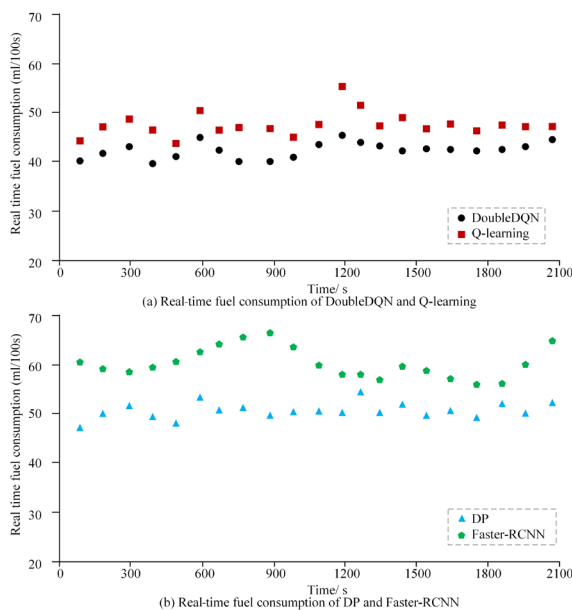 Real time fuel consumption (ml/100s)
70
60
50
40
30
20
DoubleDQN
Q-learning
0 300 600 900 1200 1500 1800 2100
Time/ s
(a) Real-time fuel consumption of DoubleDQN and Q-learning
Real time fuel consumption (ml/100s)
70
60
50
40
30
20
DP
Faster-RCNN
0 300 600 900 1200 1500 1800 2100
Time/ s
(b) Real-time fuel consumption of DP and Faster-RCNN